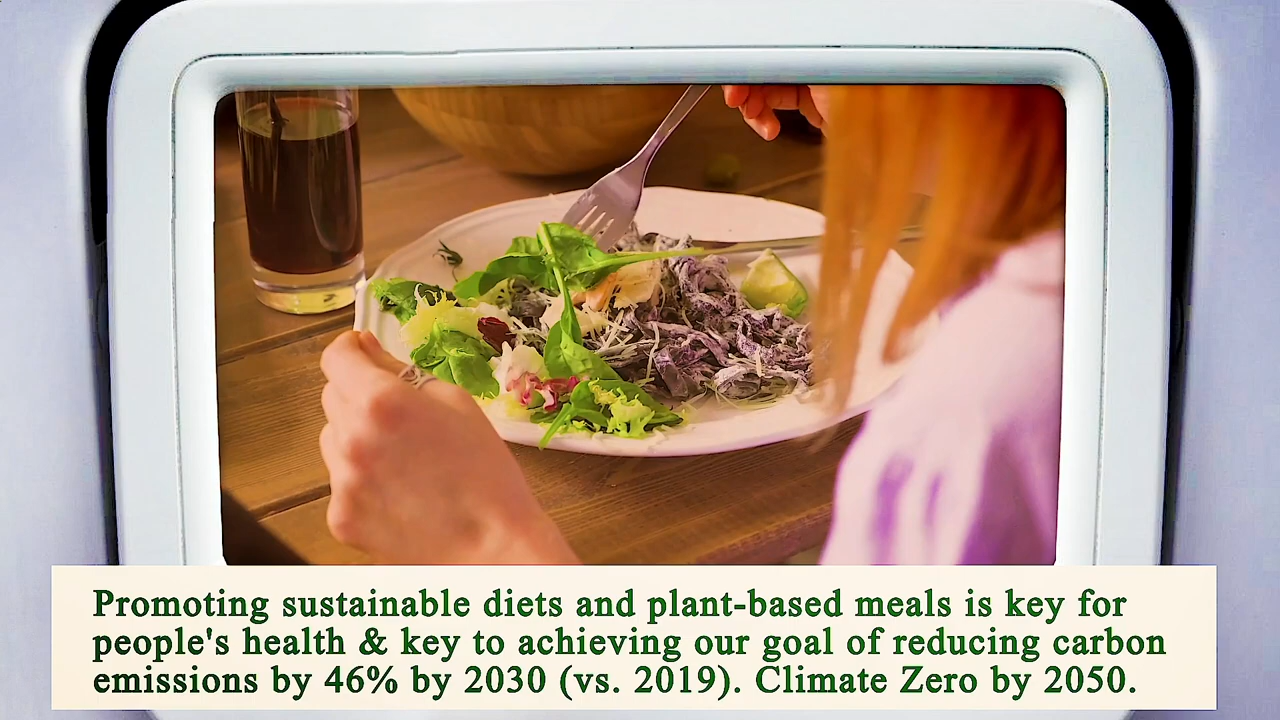 Promoting sustainable diets and plant-based meals is key for
people's health & key to achieving our goal of reducing carbon
emissions by 46% by 2030 (vs. 2019). Climate Zero by 2050.